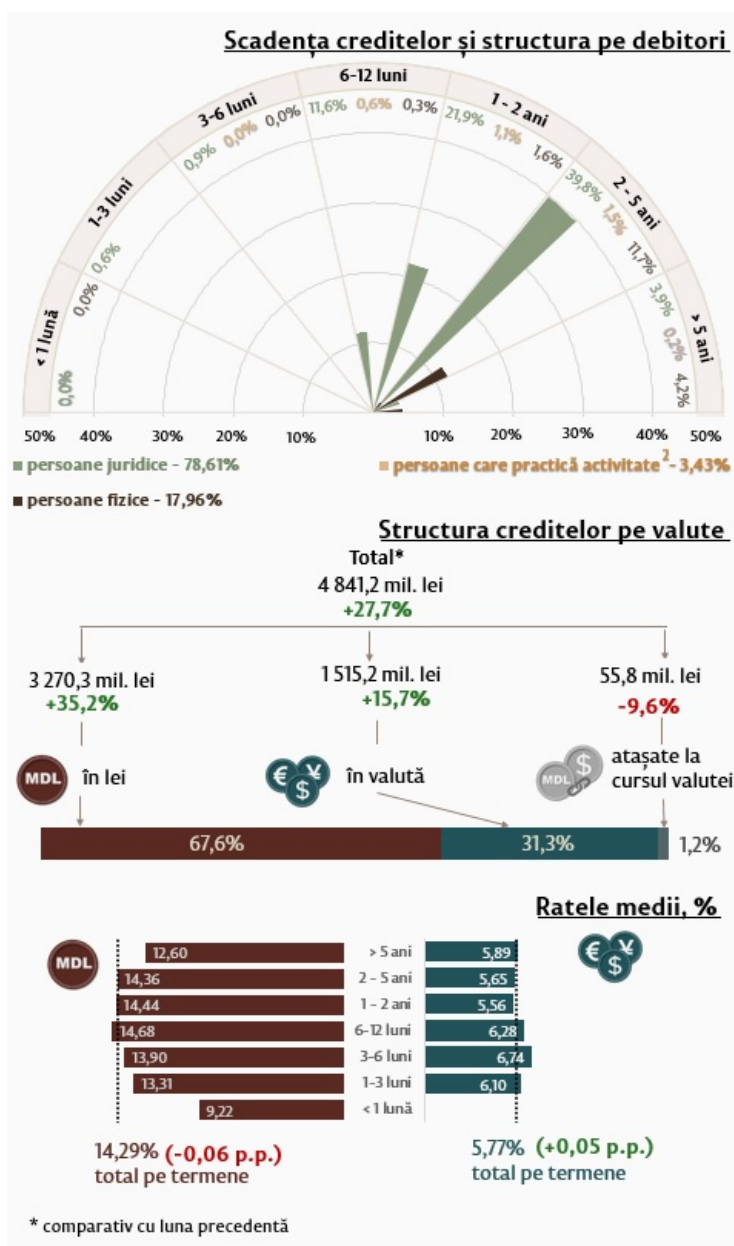 Scadența creditelor și structura pe debitori
< 1 lună
0,0%
1-3 luni
0,0%
0,6%
3-6 luni
0,9%
0,0%
0,0%
6-12 luni
11,6%
0,6%
0,3%
1 - 2 ani
21,9%
1,1%
1,6%
2 - 5 ani
39,8%
1,5%
11,7%
> 5 ani
3,9%
0,2%
4,2%
50% 40% 30% 20% 10% 10% 20% 30% 40% 50%
persoane juridice - 78,61%
persoane care practică activitate 2 - 3,43%
persoane fizice - 17,96%
Structura creditelor pe valute
Total*
4 841,2 mil. lei
+27,7%
3 270,3 mil. lei
+35,2%
1 515,2 mil. lei
+15,7%
55,8 mil. lei
-9,6%
MDL
în lei
€ ¥ $
în valută
MDL $
atașate la
cursul valutei
67,6% 31,3% 1,2%
Ratele medii, %
MDL
€ ¥ $
12,60 > 5 ani 5,89
14,36 2 - 5 ani 5,65
14,44 1 - 2 ani 5,56
14,68 6-12 luni 6,28
13,90 3-6 luni 6,74
13,31 1-3 luni 6,10
9,22 < 1 lună
14,29% (-0,06 p.p.)
total pe termene
5,77% (+0,05 p.p.)
total pe termene
* comparativ cu luna precedentă